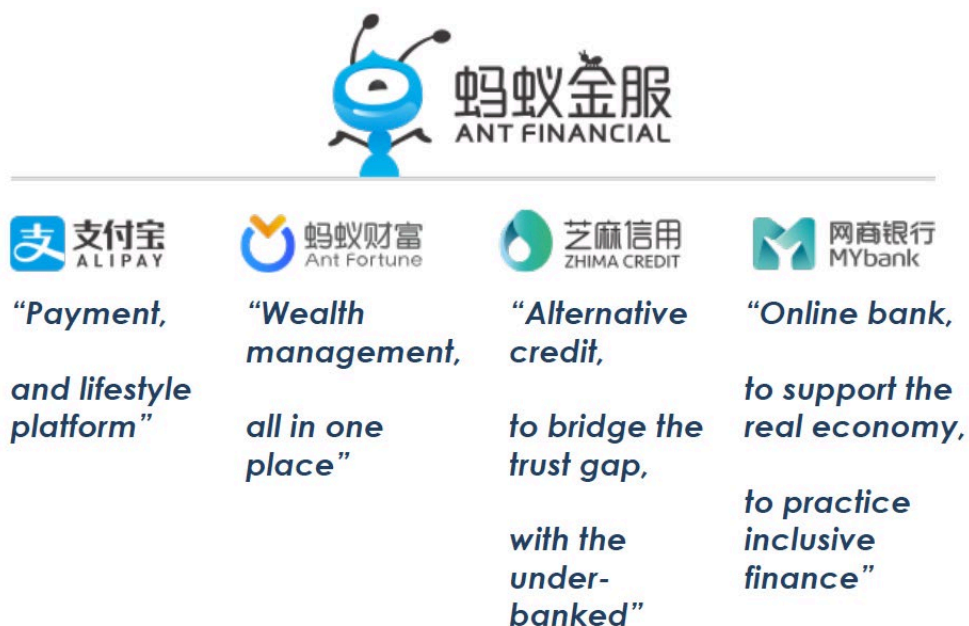 蚂蚁金服
ANT FINANCIAL
支付宝
ALIPAY
“Payment,
and lifestyle
platform”
蚂蚁财富
Ant Fortune
“Wealth
management,
all in one
place”
芝麻信用
ZHIMA CREDIT
“Alternative
credit,
to bridge the
trust gap,
with the
under-
banked”
网商银行
MYbank
“Online bank,
to support the
real economy,
to practice
inclusive
finance”